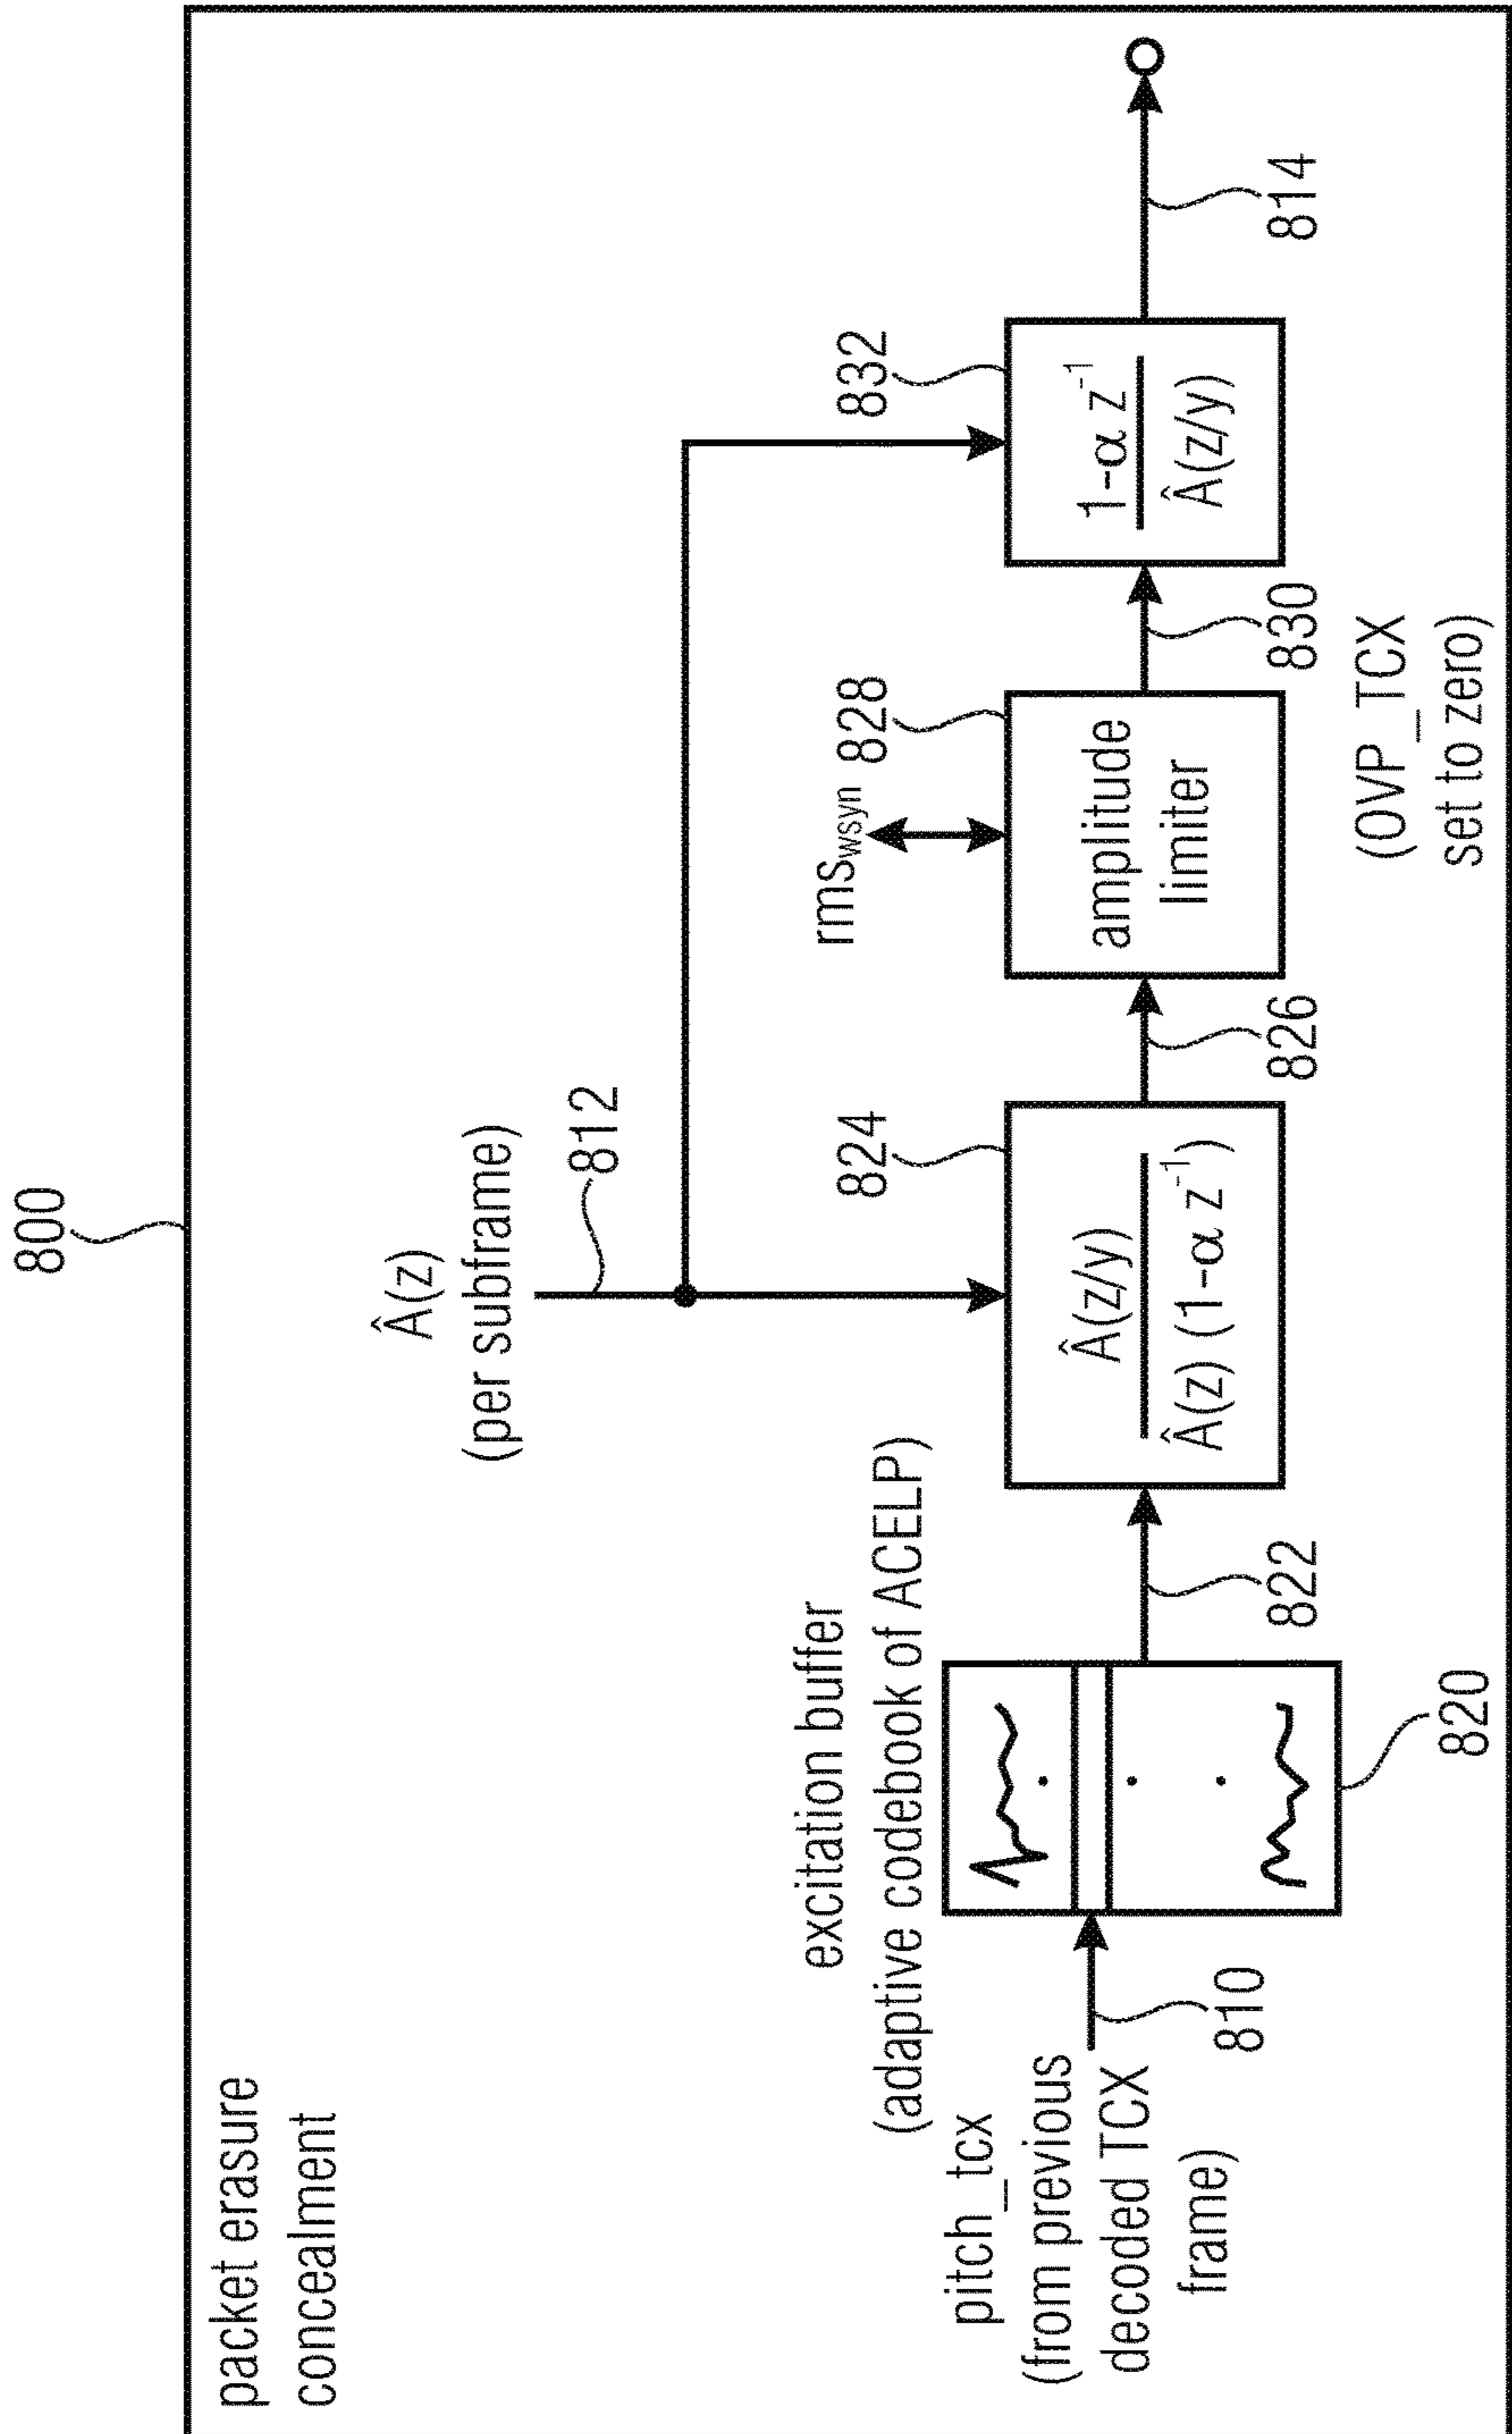 800
packet erasure
concealment
Â(z)
(per subframe)
812
excitation buffer
(adaptive codebook of ACELP)
pitch_tcx
(from previous
decoded TCX
frame)
810
820
822
824
Â(z/y)
Â(z) (1-α z⁻¹)
826
rms_wsyn
828
amplitude
limiter
830
(OVP_TCX
set to zero)
832
1-α z⁻¹
Â(z/y)
814